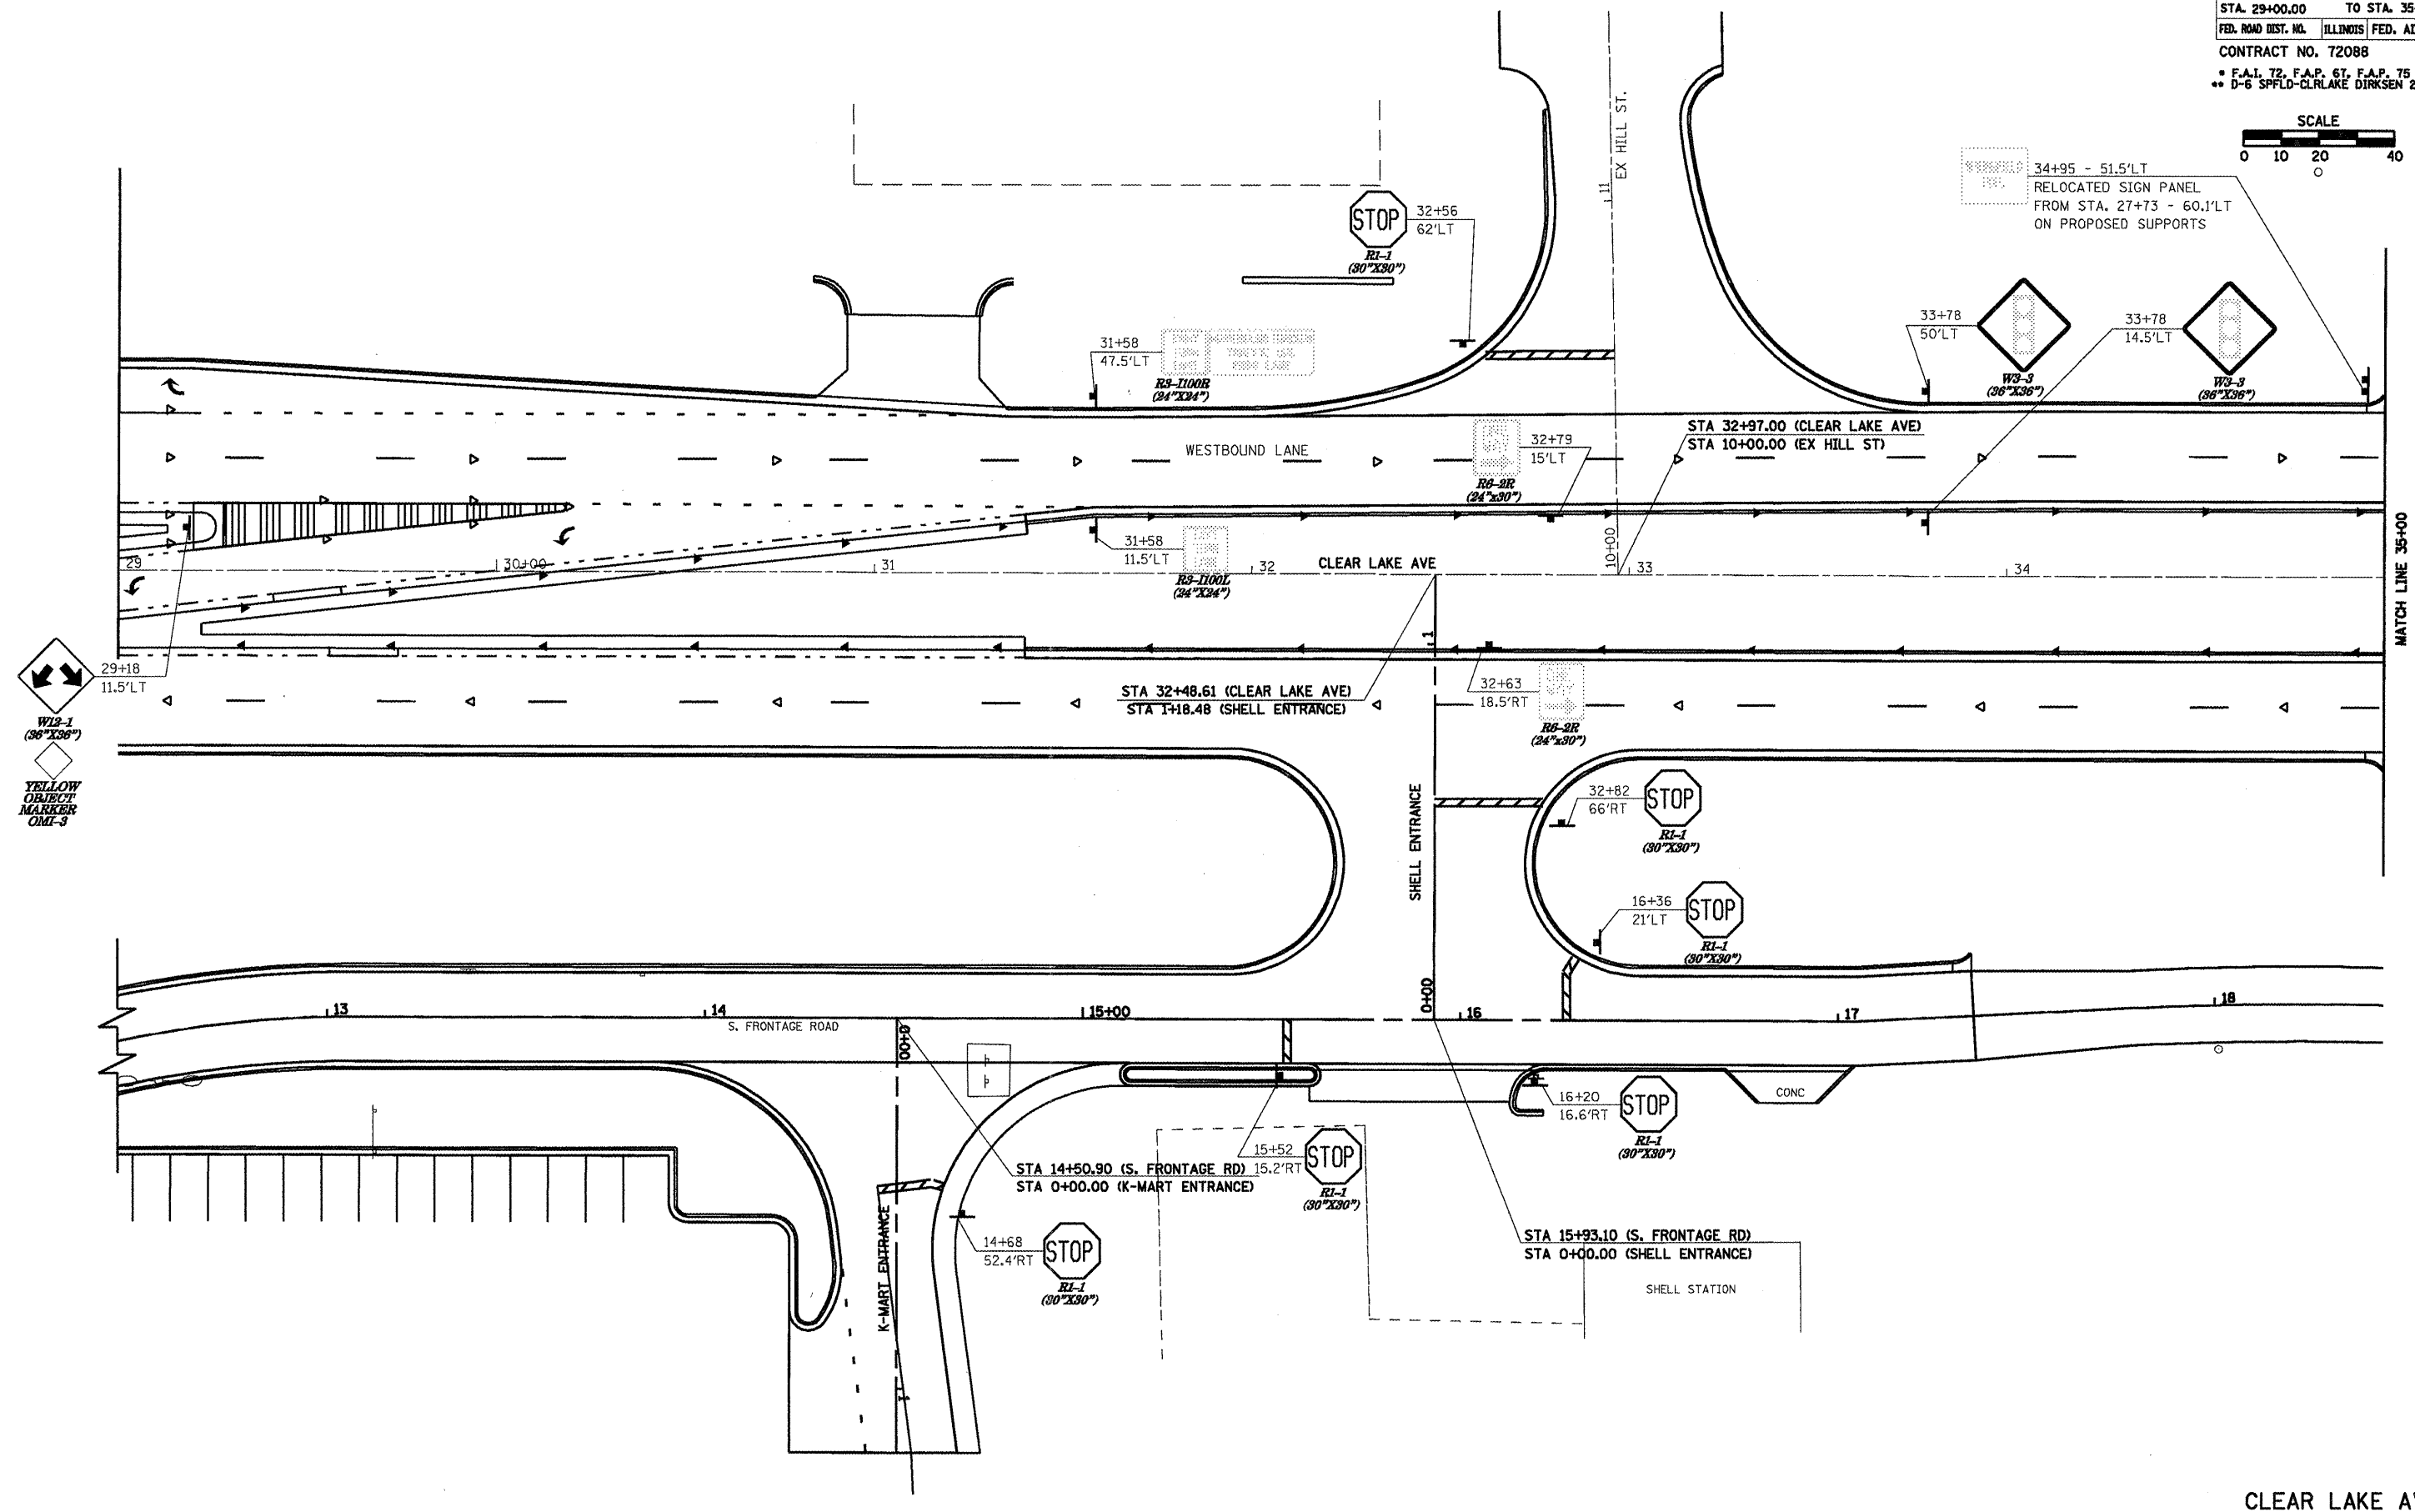 STA. 29+00.00 TO STA. 35+
FED. ROAD DIST. NO. ILLINOIS FED. AI
CONTRACT NO. 72088
* F.A.I. 72, F.A.P. 67, F.A.P. 75
** D-6 SPFLD-CLRLAKE DIRKSEN 2
SCALE
0 10 20 40
34+95 - 51.5'LT
RELOCATED SIGN PANEL
FROM STA. 27+73 - 60.1'LT
ON PROPOSED SUPPORTS
EX HILL ST.
11
STOP
32+56
62'LT
R1-1
(30"X30")
31+58
47.5'LT
R3-I100R
(24"X24")
33+78
50'LT
W3-3
(36"X36")
33+78
14.5'LT
W3-3
(36"X36")
WESTBOUND LANE
32+79
15'LT
R6-2R
(24"x30")
STA 32+97.00 (CLEAR LAKE AVE)
STA 10+00.00 (EX HILL ST)
10+00
31+58
11.5'LT
R3-I100L
(24"X24")
29
30+00
31
32
CLEAR LAKE AVE
33
34
MATCH LINE 35+00
29+18
11.5'LT
W12-1
(36"X36")
YELLOW
OBJECT
MARKER
OMI-3
1
STA 32+48.61 (CLEAR LAKE AVE)
STA 1+18.48 (SHELL ENTRANCE)
32+63
18.5'RT
R6-2R
(24"x30")
SHELL ENTRANCE
32+82
66'RT
STOP
R1-1
(30"X30")
16+36
21'LT
STOP
R1-1
(30"X30")
13
14
15+00
0+00
16
17
18
S. FRONTAGE ROAD
0+00
CONC
16+20
16.6'RT
STOP
R1-1
(30"X30")
15+52
15.2'RT
STOP
R1-1
(30"X30")
STA 14+50.90 (S. FRONTAGE RD)
STA 0+00.00 (K-MART ENTRANCE)
K-MART ENTRANCE
1
14+68
52.4'RT
STOP
R1-1
(30"X30")
STA 15+93.10 (S. FRONTAGE RD)
STA 0+00.00 (SHELL ENTRANCE)
SHELL STATION
CLEAR LAKE AV